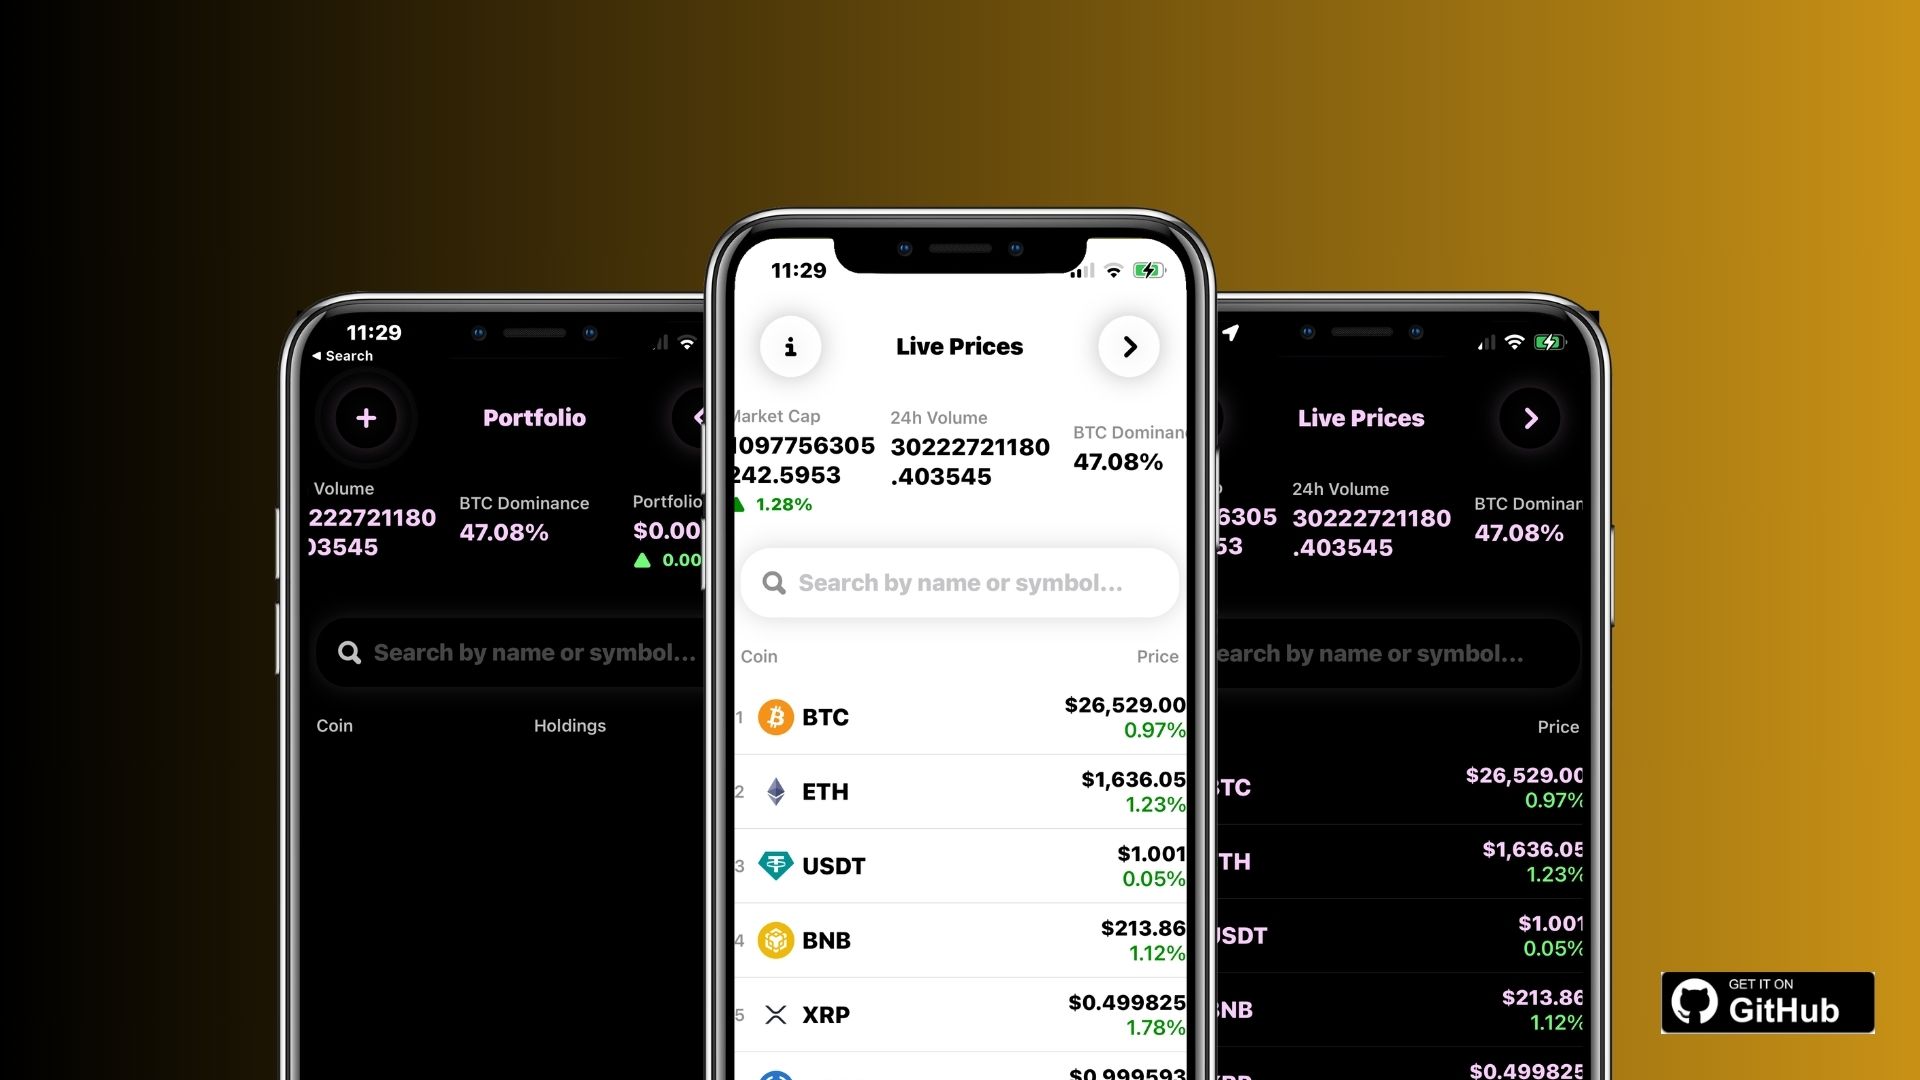 11:29
Search
Portfolio
Volume
222721180
03545
BTC Dominance
47.08%
Portfolio
$0.00
0.00
Search by name or symbol...
Coin
Holdings
11:29
Live Prices
Market Cap
1097756305
242.5953
1.28%
24h Volume
30222721180
.403545
BTC Dominan
47.08%
Search by name or symbol...
Coin
Price
1 BTC $26,529.00
0.97%
2 ETH $1,636.05
1.23%
3 USDT $1.001
0.05%
4 BNB $213.86
1.12%
5 XRP $0.499825
1.78%
$0.999593
Live Prices
6305
53
24h Volume
30222721180
.403545
BTC Dominan
47.08%
earch by name or symbol...
Price
BTC $26,529.00
0.97%
TH $1,636.05
1.23%
USDT $1.001
0.05%
BNB $213.86
1.12%
XRP $0.499825
GET IT ON
GitHub